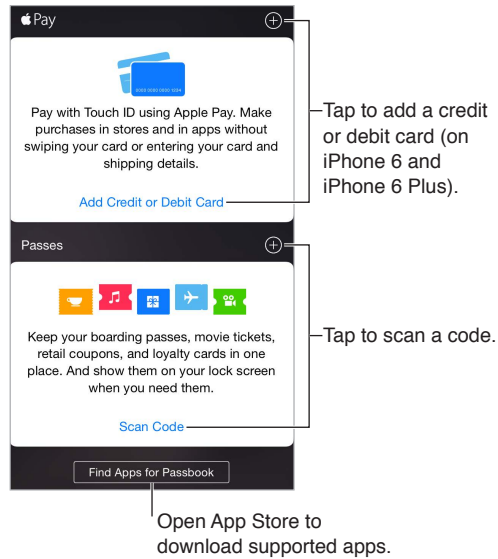 Pay
Tap to add a credit
or debit card (on
iPhone 6 and
iPhone 6 Plus).
0000 0000 0000 1234
Pay with Touch ID using Apple Pay. Make
purchases in stores and in apps without
swiping your card or entering your card and
shipping details.
Add Credit or Debit Card
Passes
Tap to scan a code.
Keep your boarding passes, movie tickets,
retail coupons, and loyalty cards in one
place. And show them on your lock screen
when you need them.
Scan Code
Find Apps for Passbook
Open App Store to
download supported apps.